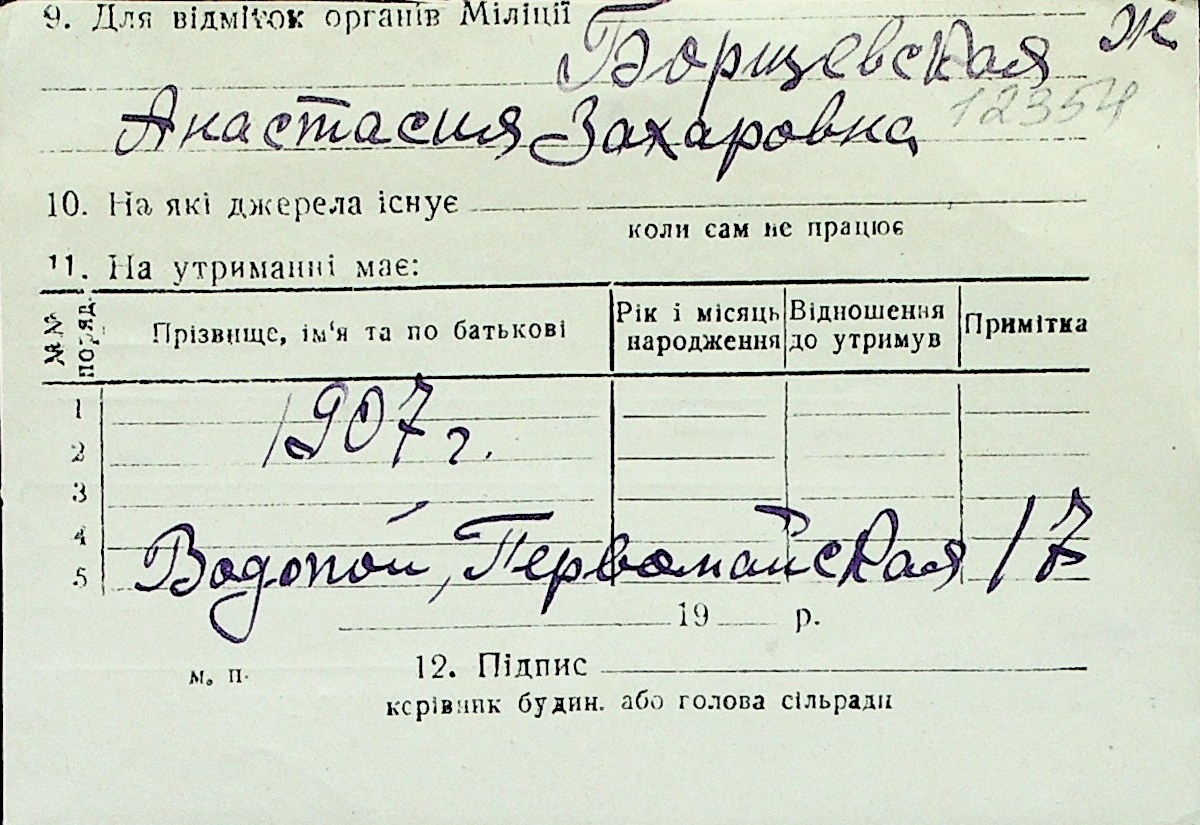 9. Для відміток органів Міліції
Борщевская ж
Анастасия Захаровна 12354
10. На які джерела існує
коли сам не працює
11. На утриманні має:
№№ поряд. Прізвище, ім'я та по батькові Рік і місяць народження Відношення до утримув Примітка
1
1907 г.
2
3
4
5 Водопой, Первомайская 17
19 р.
м. п. 12. Підпис
керівник будин. або голова сільради